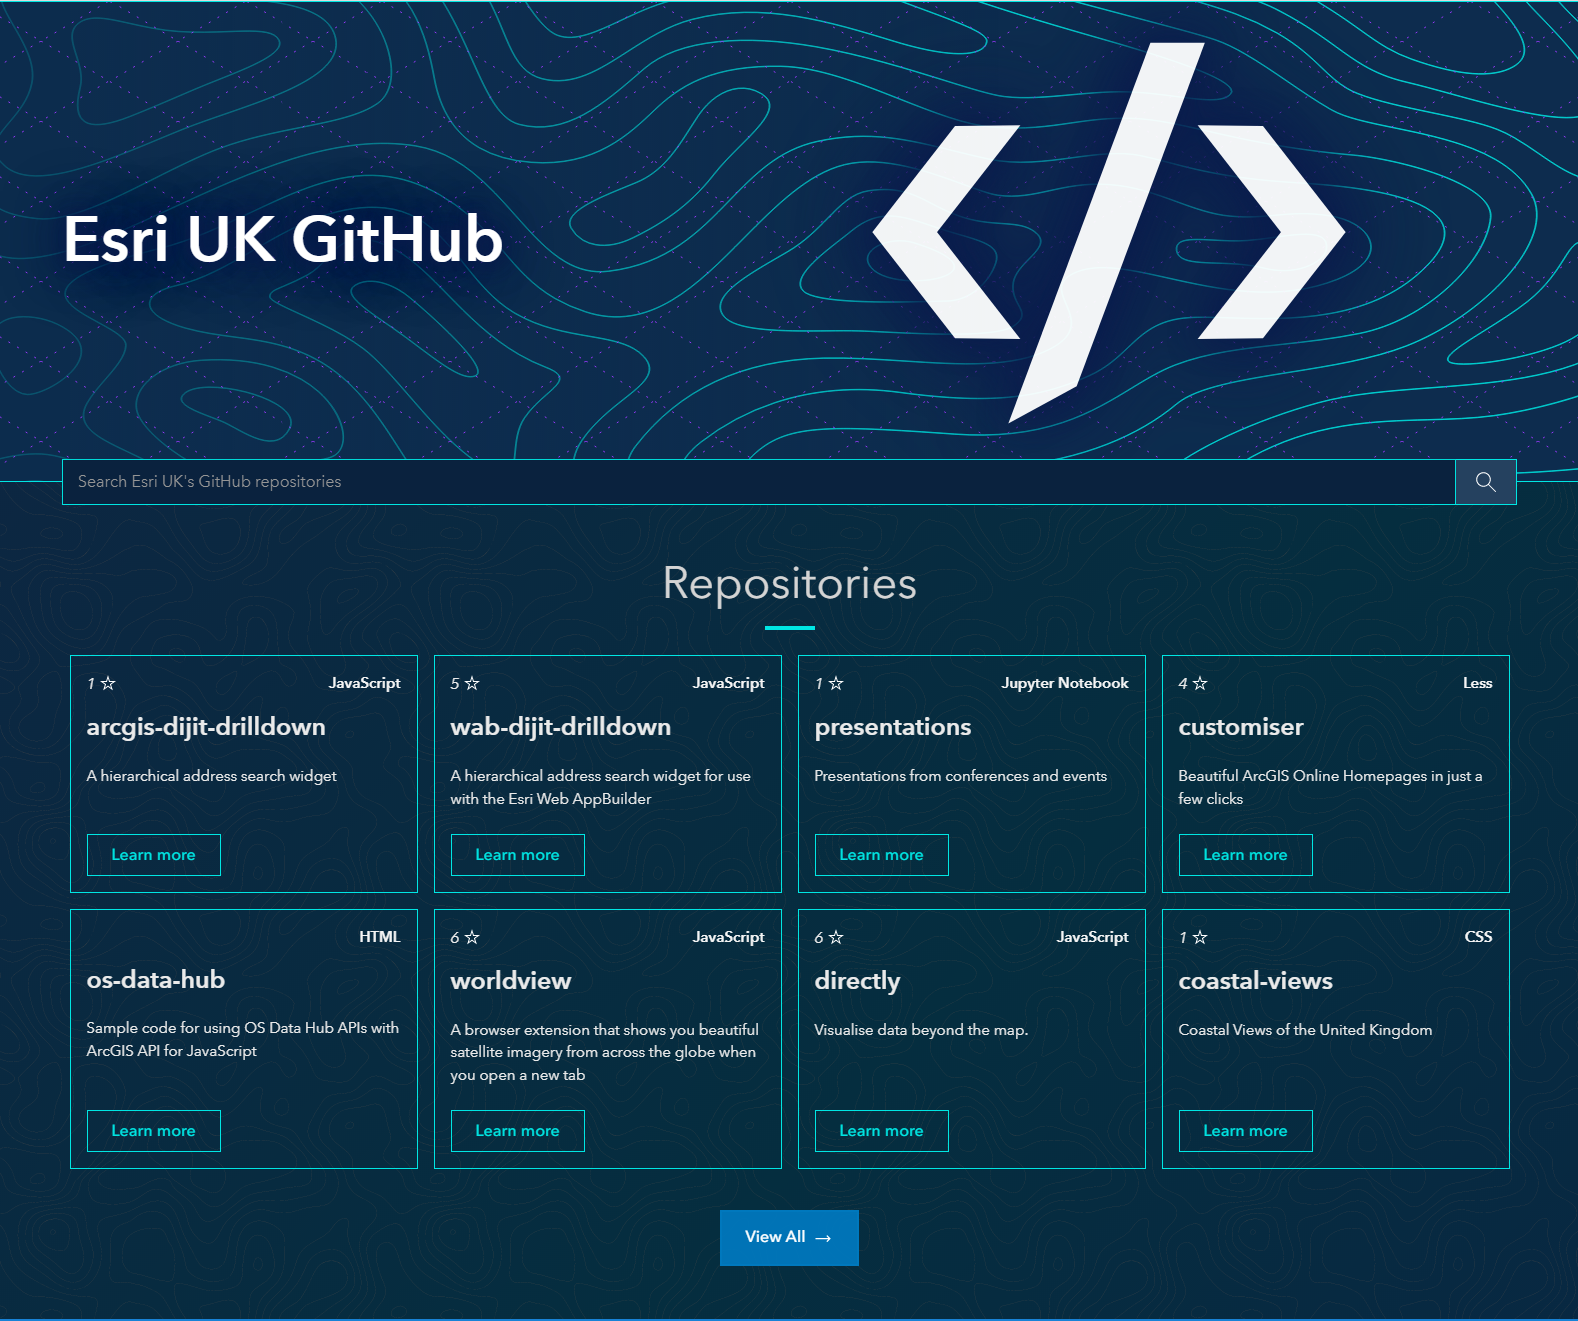 Esri UK GitHub
Search Esri UK's GitHub repositories
Repositories
1 ☆ JavaScript
arcgis-dijit-drilldown
A hierarchical address search widget
Learn more
5 ☆ JavaScript
wab-dijit-drilldown
A hierarchical address search widget for use
with the Esri Web AppBuilder
Learn more
1 ☆ Jupyter Notebook
presentations
Presentations from conferences and events
Learn more
4 ☆ Less
customiser
Beautiful ArcGIS Online Homepages in just a
few clicks
Learn more
HTML
os-data-hub
Sample code for using OS Data Hub APIs with
ArcGIS API for JavaScript
Learn more
6 ☆ JavaScript
worldview
A browser extension that shows you beautiful
satellite imagery from across the globe when
you open a new tab
Learn more
6 ☆ JavaScript
directly
Visualise data beyond the map.
Learn more
1 ☆ CSS
coastal-views
Coastal Views of the United Kingdom
Learn more
View All →